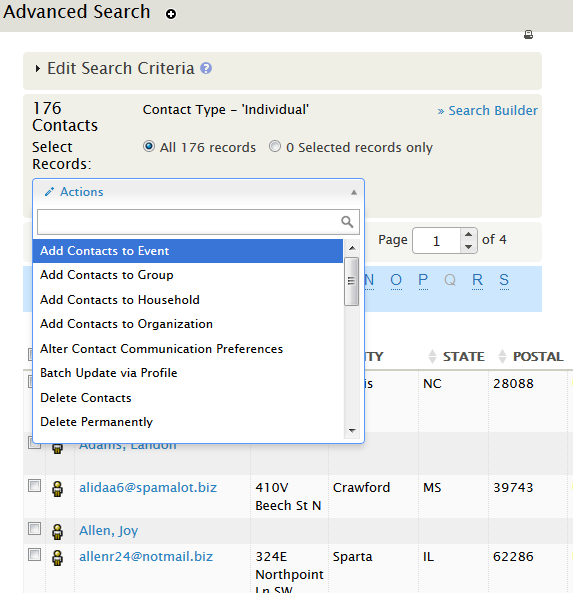 Advanced Search
Edit Search Criteria ?
176
Contacts
Contact Type – 'Individual'
» Search Builder
Select
Records:
All 176 records
0 Selected records only
Actions
Page 1 of 4
Add Contacts to Event
Add Contacts to Group
Add Contacts to Household
Add Contacts to Organization
Alter Contact Communication Preferences
Batch Update via Profile
Delete Contacts
Delete Permanently
N O P Q R S
STATE POSTAL
NC 28088
Adams, Landon
alidaa6@spamalot.biz 410V Crawford MS 39743
Beech St N
Allen, Joy
allenr24@notmail.biz 324E Sparta IL 62286
Northpoint
Ln SW